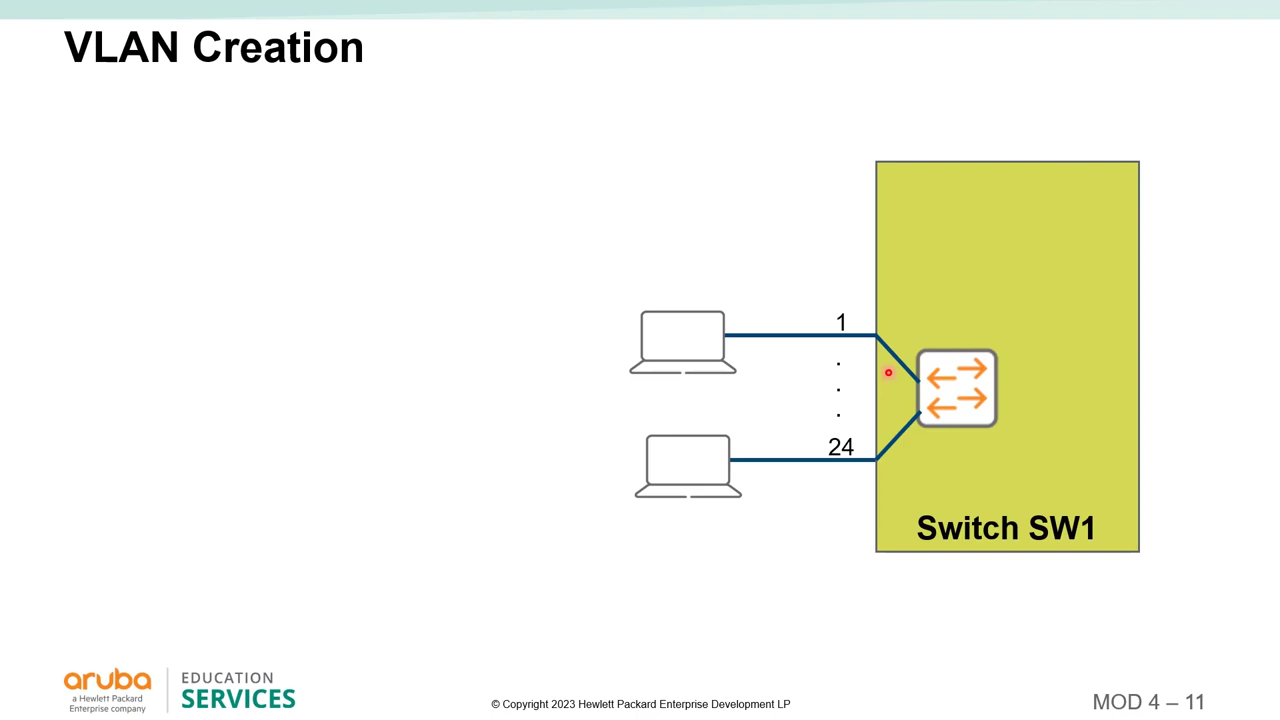 VLAN Creation
1
.
.
.
24
Switch SW1
aruba
a Hewlett Packard
Enterprise company
EDUCATION
SERVICES
© Copyright 2023 Hewlett Packard Enterprise Development LP
MOD 4 – 11